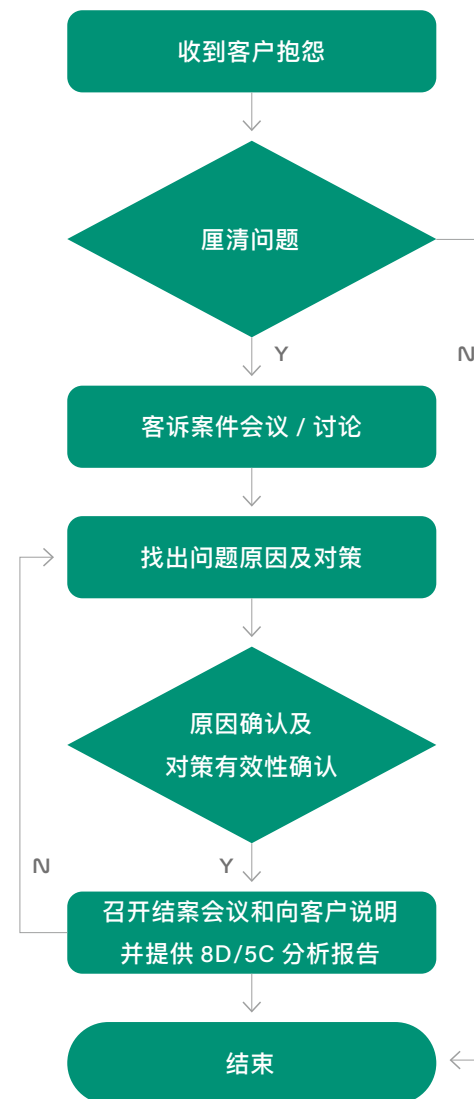 收到客户抱怨
厘清问题
Y
N
客诉案件会议 / 讨论
找出问题原因及对策
原因确认及
对策有效性确认
N
Y
召开结案会议和向客户说明
并提供 8D/5C 分析报告
结束